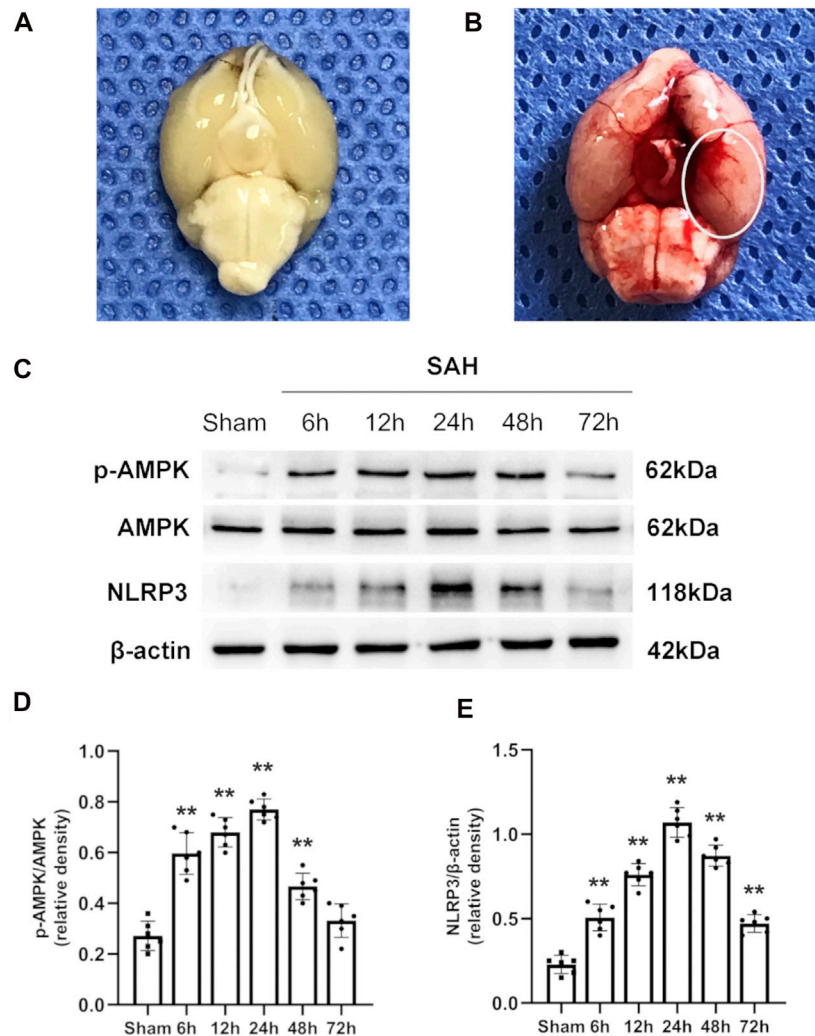 A
B
C
SAH
Sham 6h 12h 24h 48h 72h
p-AMPK 62kDa
AMPK 62kDa
NLRP3 118kDa
β-actin 42kDa
D
p-AMPK/AMPK
(relative density)
1.0
0.8
0.6
0.4
0.2
0.0
** ** ** **
Sham 6h 12h 24h 48h 72h
E
NLRP3/β-actin
(relative density)
1.5
1.0
0.5
0.0
** ** ** ** **
Sham 6h 12h 24h 48h 72h